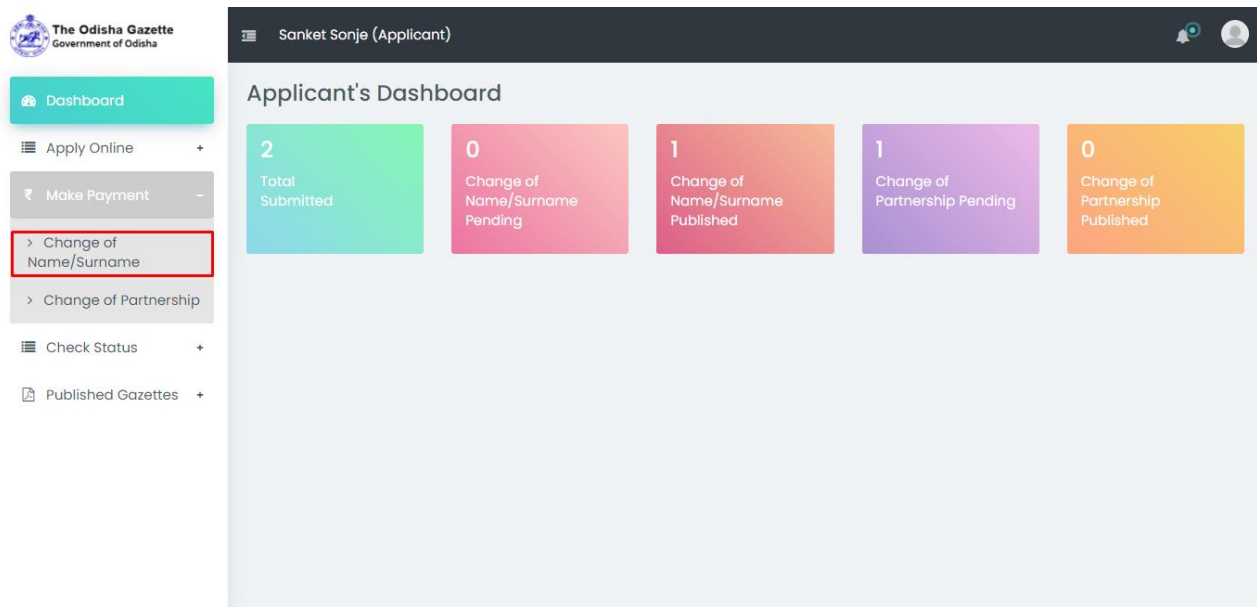 The Odisha Gazette
Government of Odisha
Sanket Sonje (Applicant)
Dashboard
Apply Online +
₹ Make Payment -
> Change of
Name/Surname
> Change of Partnership
Check Status +
Published Gazettes +
Applicant's Dashboard
2
Total
Submitted
0
Change of
Name/Surname
Pending
1
Change of
Name/Surname
Published
1
Change of
Partnership Pending
0
Change of
Partnership
Published